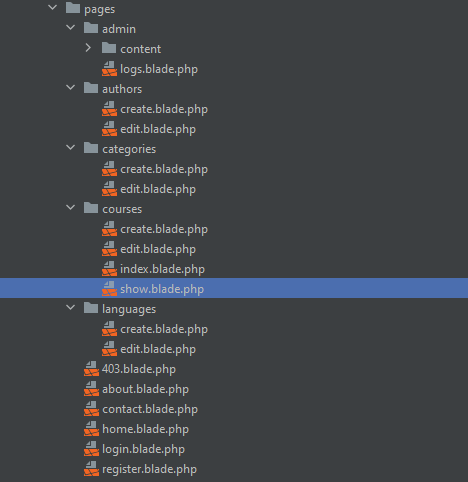 pages
admin
content
logs.blade.php
authors
create.blade.php
edit.blade.php
categories
create.blade.php
edit.blade.php
courses
create.blade.php
edit.blade.php
index.blade.php
show.blade.php
languages
create.blade.php
edit.blade.php
403.blade.php
about.blade.php
contact.blade.php
home.blade.php
login.blade.php
register.blade.php